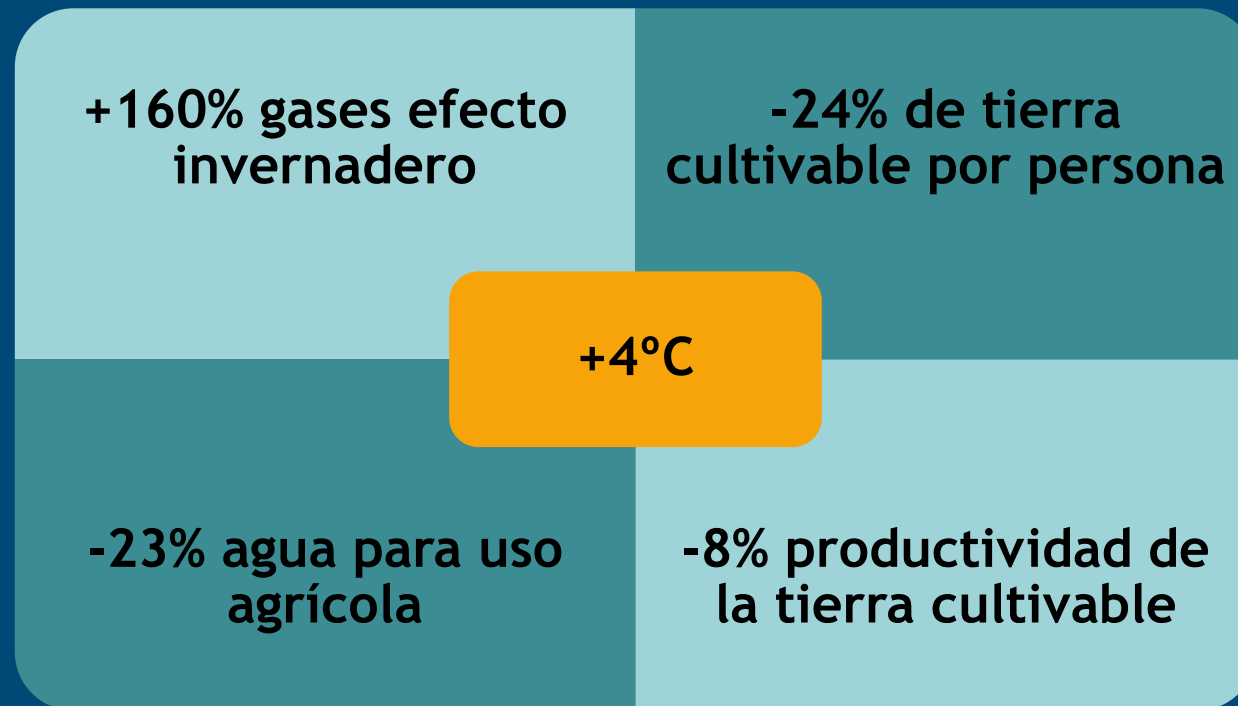 +160% gases efecto
invernadero
-24% de tierra
cultivable por persona
+4ºC
-23% agua para uso
agrícola
-8% productividad de
la tierra cultivable